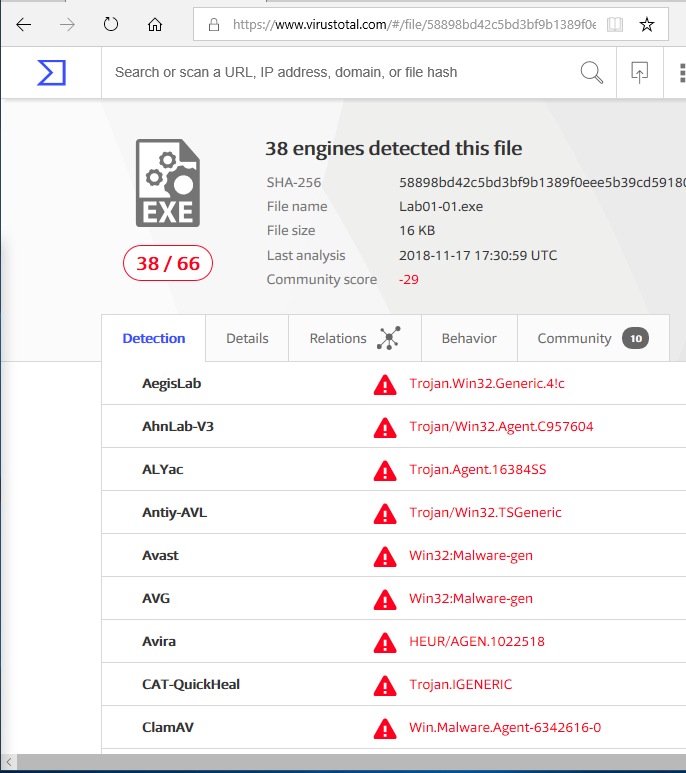 https://www.virustotal.com/#/file/58898bd42c5bd3bf9b1389f0e
Search or scan a URL, IP address, domain, or file hash
38 engines detected this file
EXE
38 / 66
SHA-256 58898bd42c5bd3bf9b1389f0eee5b39cd59180
File name Lab01-01.exe
File size 16 KB
Last analysis 2018-11-17 17:30:59 UTC
Community score -29
Detection Details Relations Behavior Community 10
AegisLab Trojan.Win32.Generic.4!c
AhnLab-V3 Trojan/Win32.Agent.C957604
ALYac Trojan.Agent.16384SS
Antiy-AVL Trojan/Win32.TSGeneric
Avast Win32:Malware-gen
AVG Win32:Malware-gen
Avira HEUR/AGEN.1022518
CAT-QuickHeal Trojan.IGENERIC
ClamAV Win.Malware.Agent-6342616-0